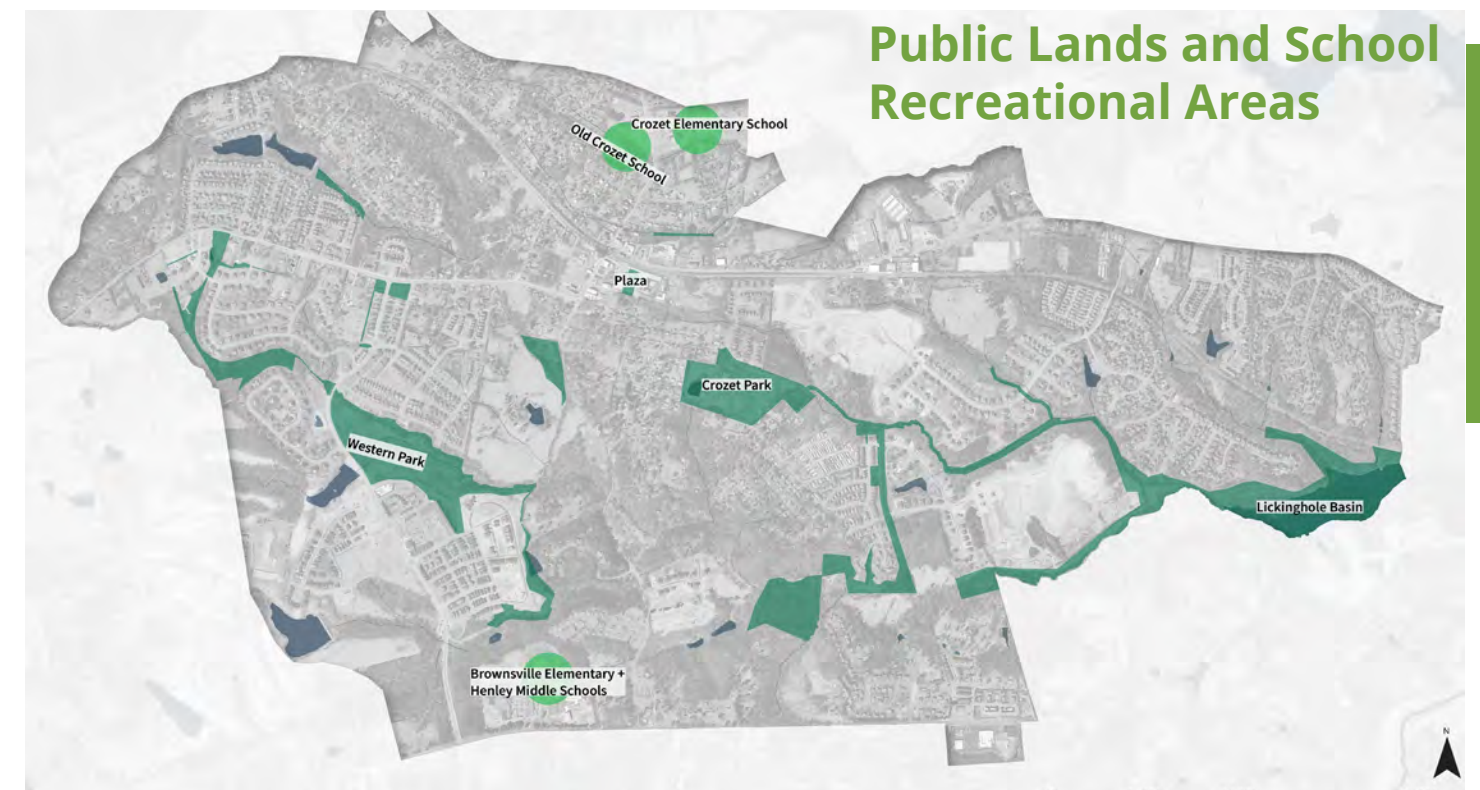 Public Lands and School
Recreational Areas
Crozet Elementary School
Old Crozet School
Plaza
Crozet Park
Western Park
Lickinghole Basin
Brownsville Elementary +
Henley Middle Schools
N